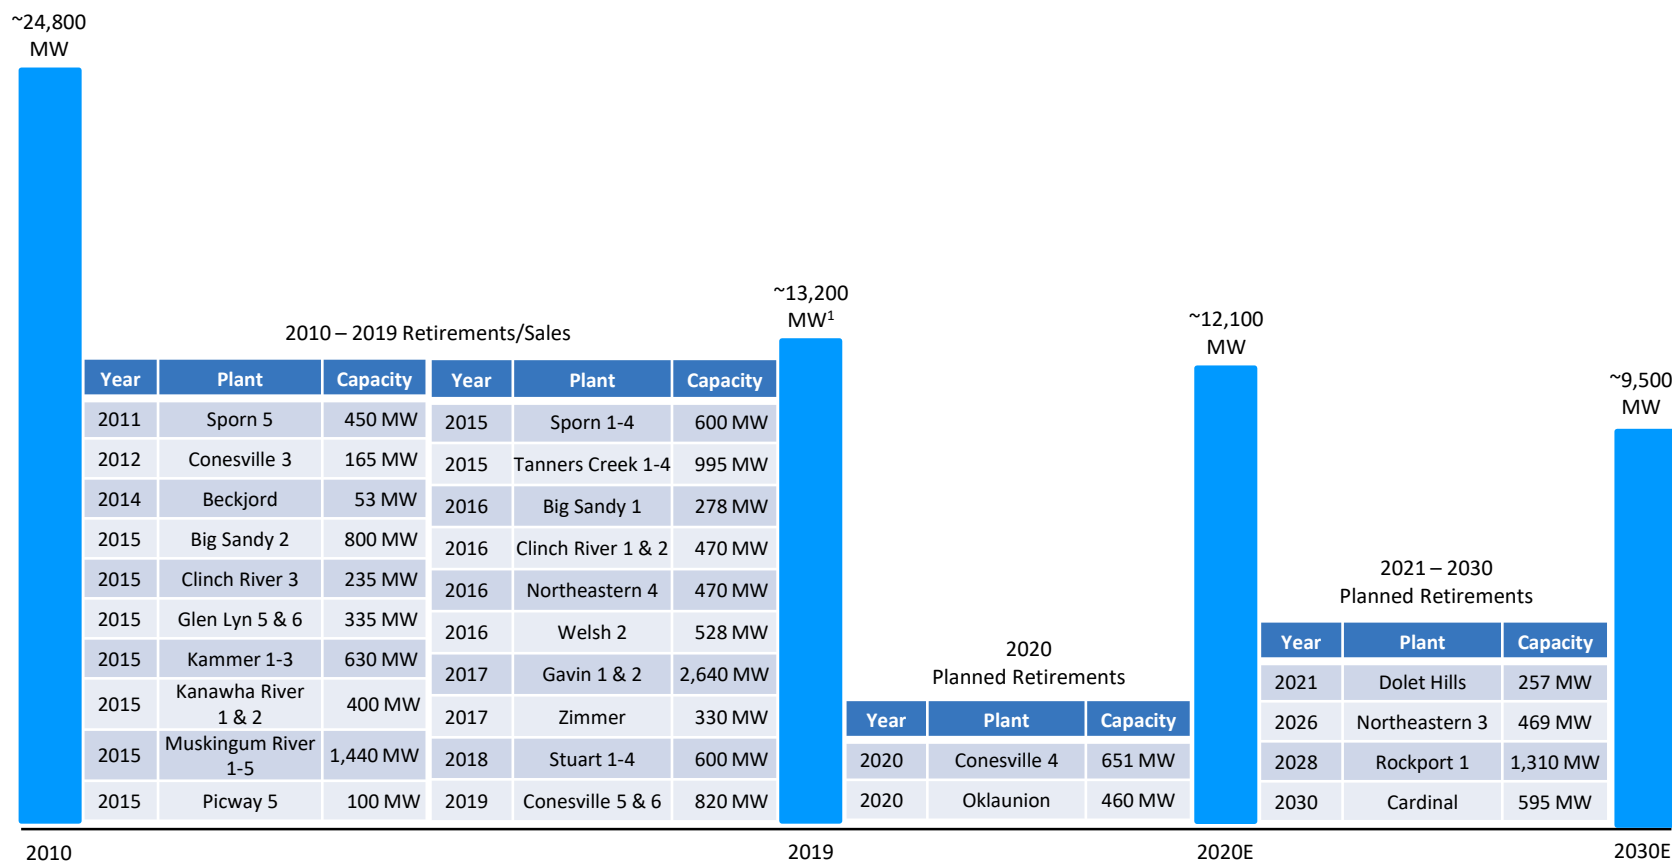 ~24,800
MW
2010 – 2019 Retirements/Sales
Year Plant Capacity
2011 Sporn 5 450 MW
2012 Conesville 3 165 MW
2014 Beckjord 53 MW
2015 Big Sandy 2 800 MW
2015 Clinch River 3 235 MW
2015 Glen Lyn 5 & 6 335 MW
2015 Kammer 1-3 630 MW
2015 Kanawha River
1 & 2 400 MW
2015 Muskingum River
1-5 1,440 MW
2015 Picway 5 100 MW
Year Plant Capacity
2015 Sporn 1-4 600 MW
2015 Tanners Creek 1-4 995 MW
2016 Big Sandy 1 278 MW
2016 Clinch River 1 & 2 470 MW
2016 Northeastern 4 470 MW
2016 Welsh 2 528 MW
2017 Gavin 1 & 2 2,640 MW
2017 Zimmer 330 MW
2018 Stuart 1-4 600 MW
2019 Conesville 5 & 6 820 MW
~13,200
MW¹
2020
Planned Retirements
Year Plant Capacity
2020 Conesville 4 651 MW
2020 Oklaunion 460 MW
~12,100
MW
2021 – 2030
Planned Retirements
Year Plant Capacity
2021 Dolet Hills 257 MW
2026 Northeastern 3 469 MW
2028 Rockport 1 1,310 MW
2030 Cardinal 595 MW
~9,500
MW
2010 2019 2020E 2030E